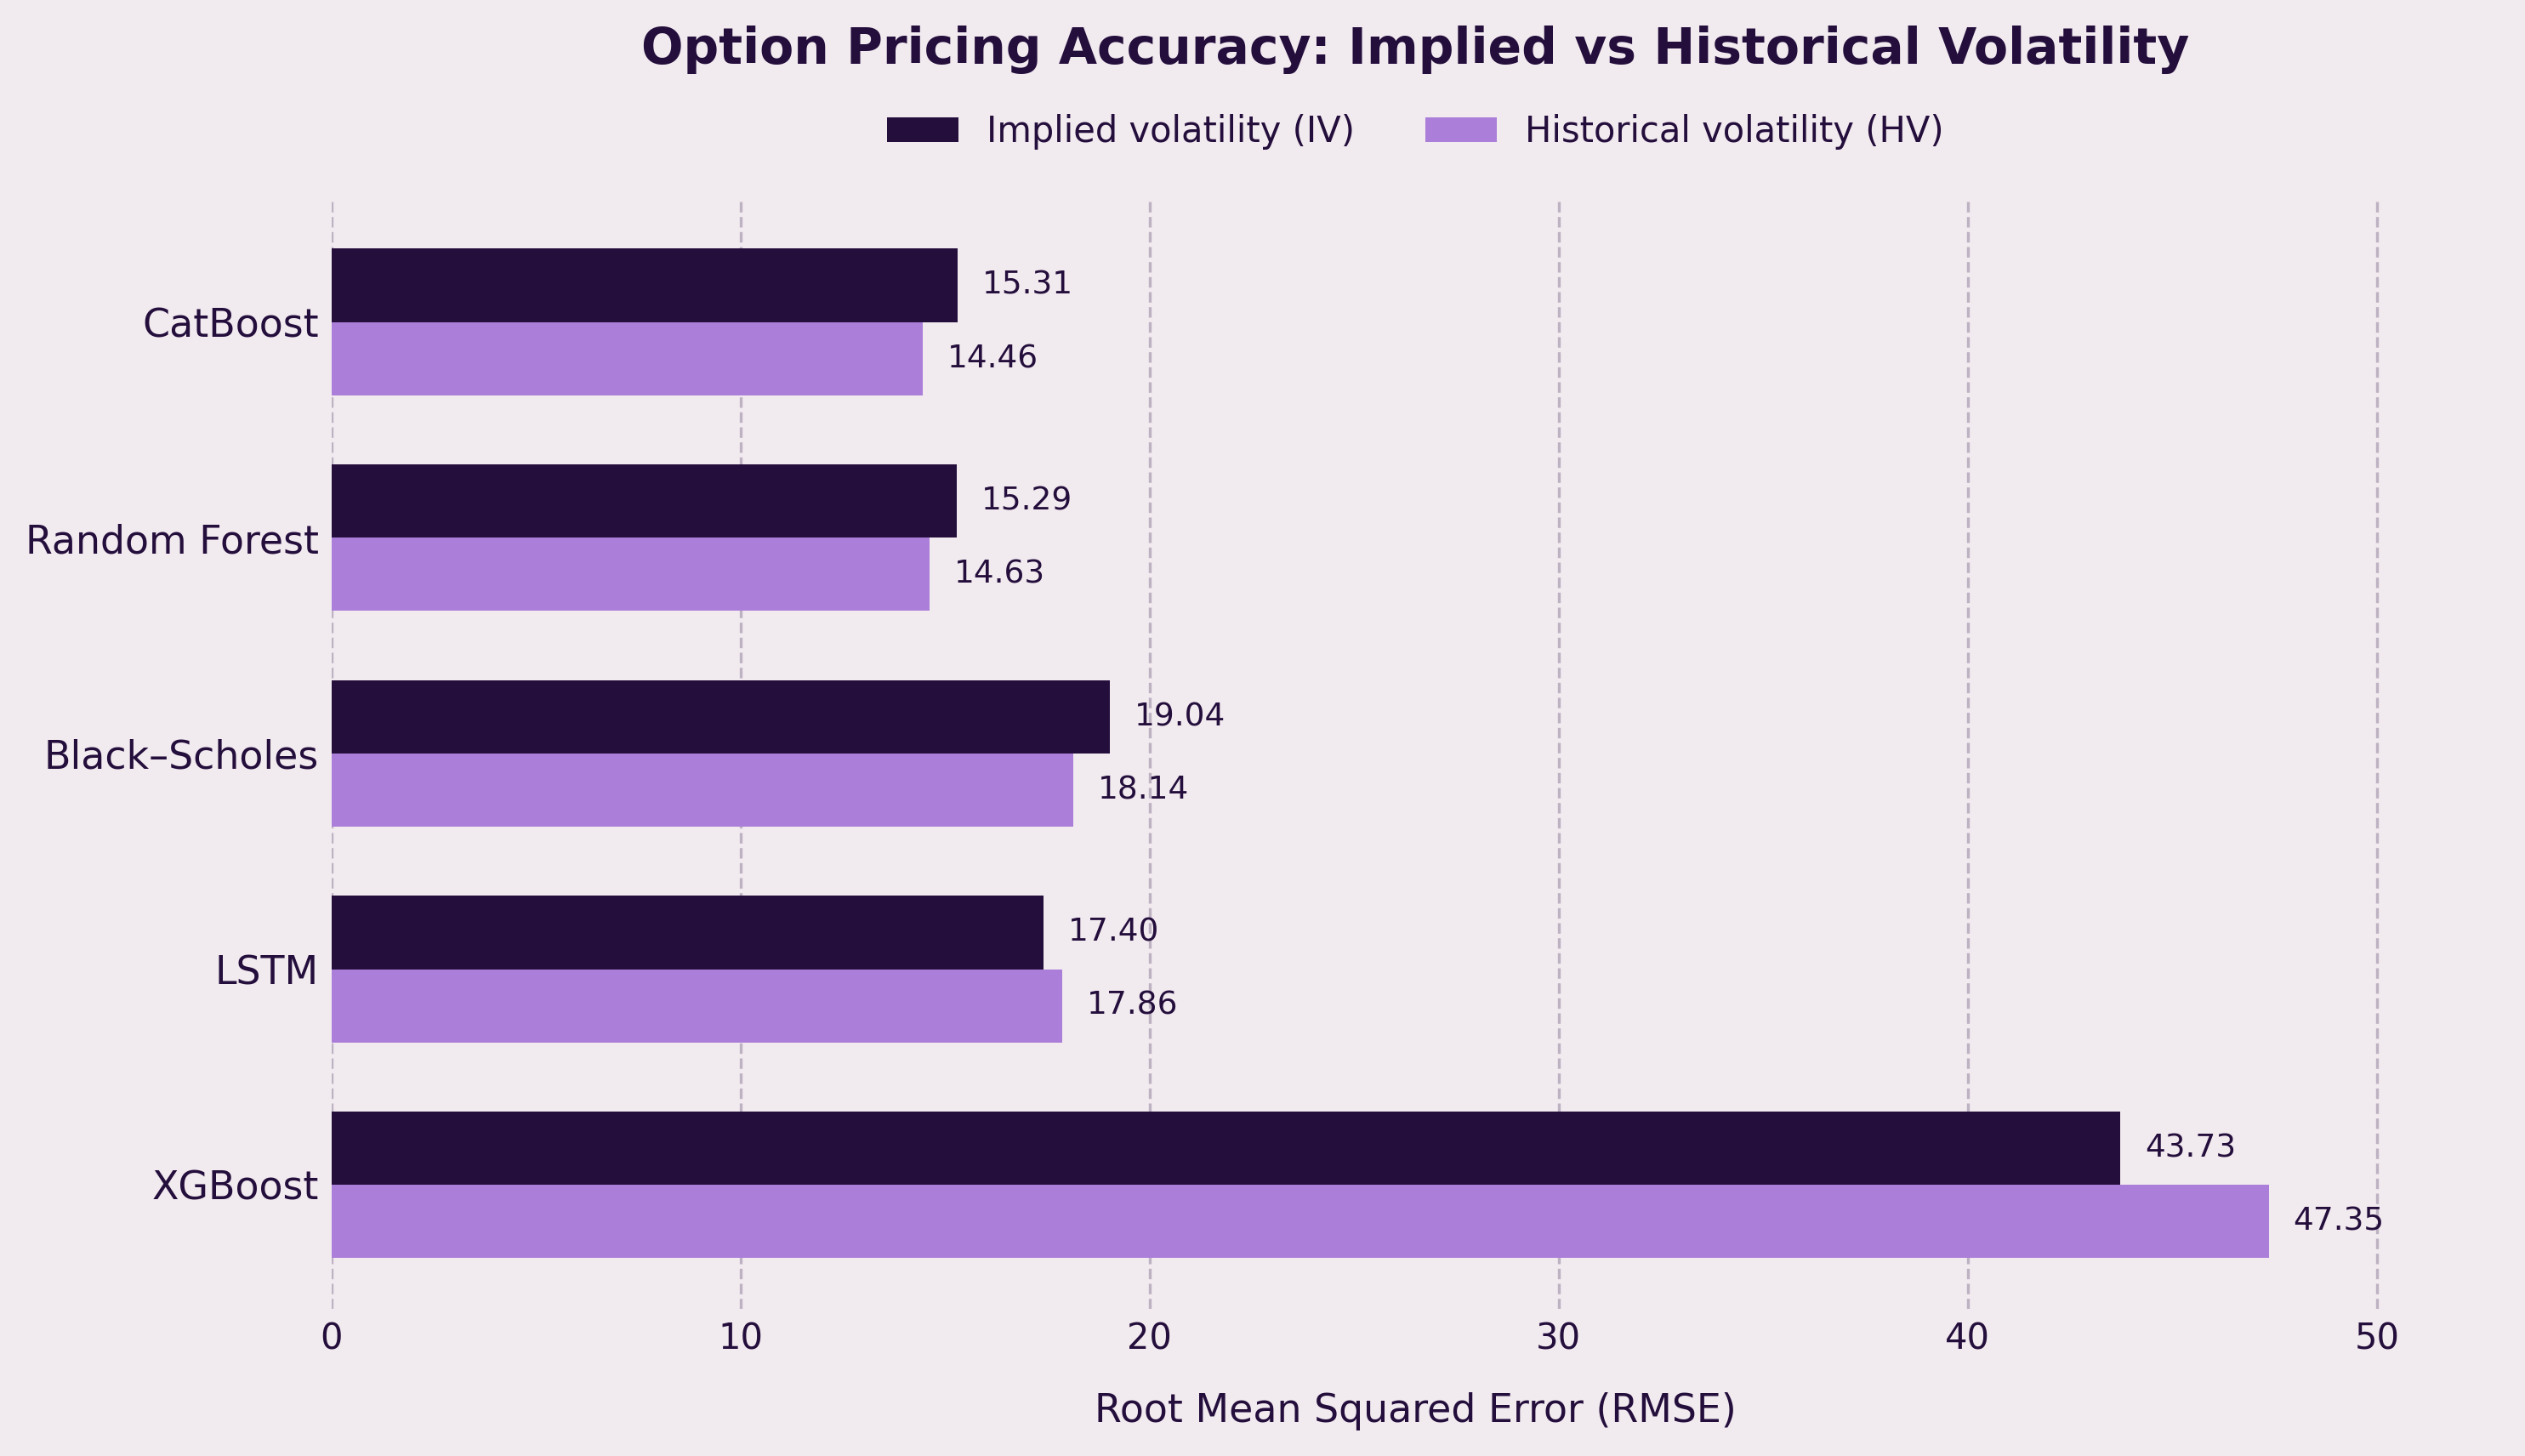 Option Pricing Accuracy: Implied vs Historical Volatility
Implied volatility (IV)
Historical volatility (HV)
CatBoost
15.31
14.46
Random Forest
15.29
14.63
Black–Scholes
19.04
18.14
LSTM
17.40
17.86
XGBoost
43.73
47.35
0 10 20 30 40 50
Root Mean Squared Error (RMSE)